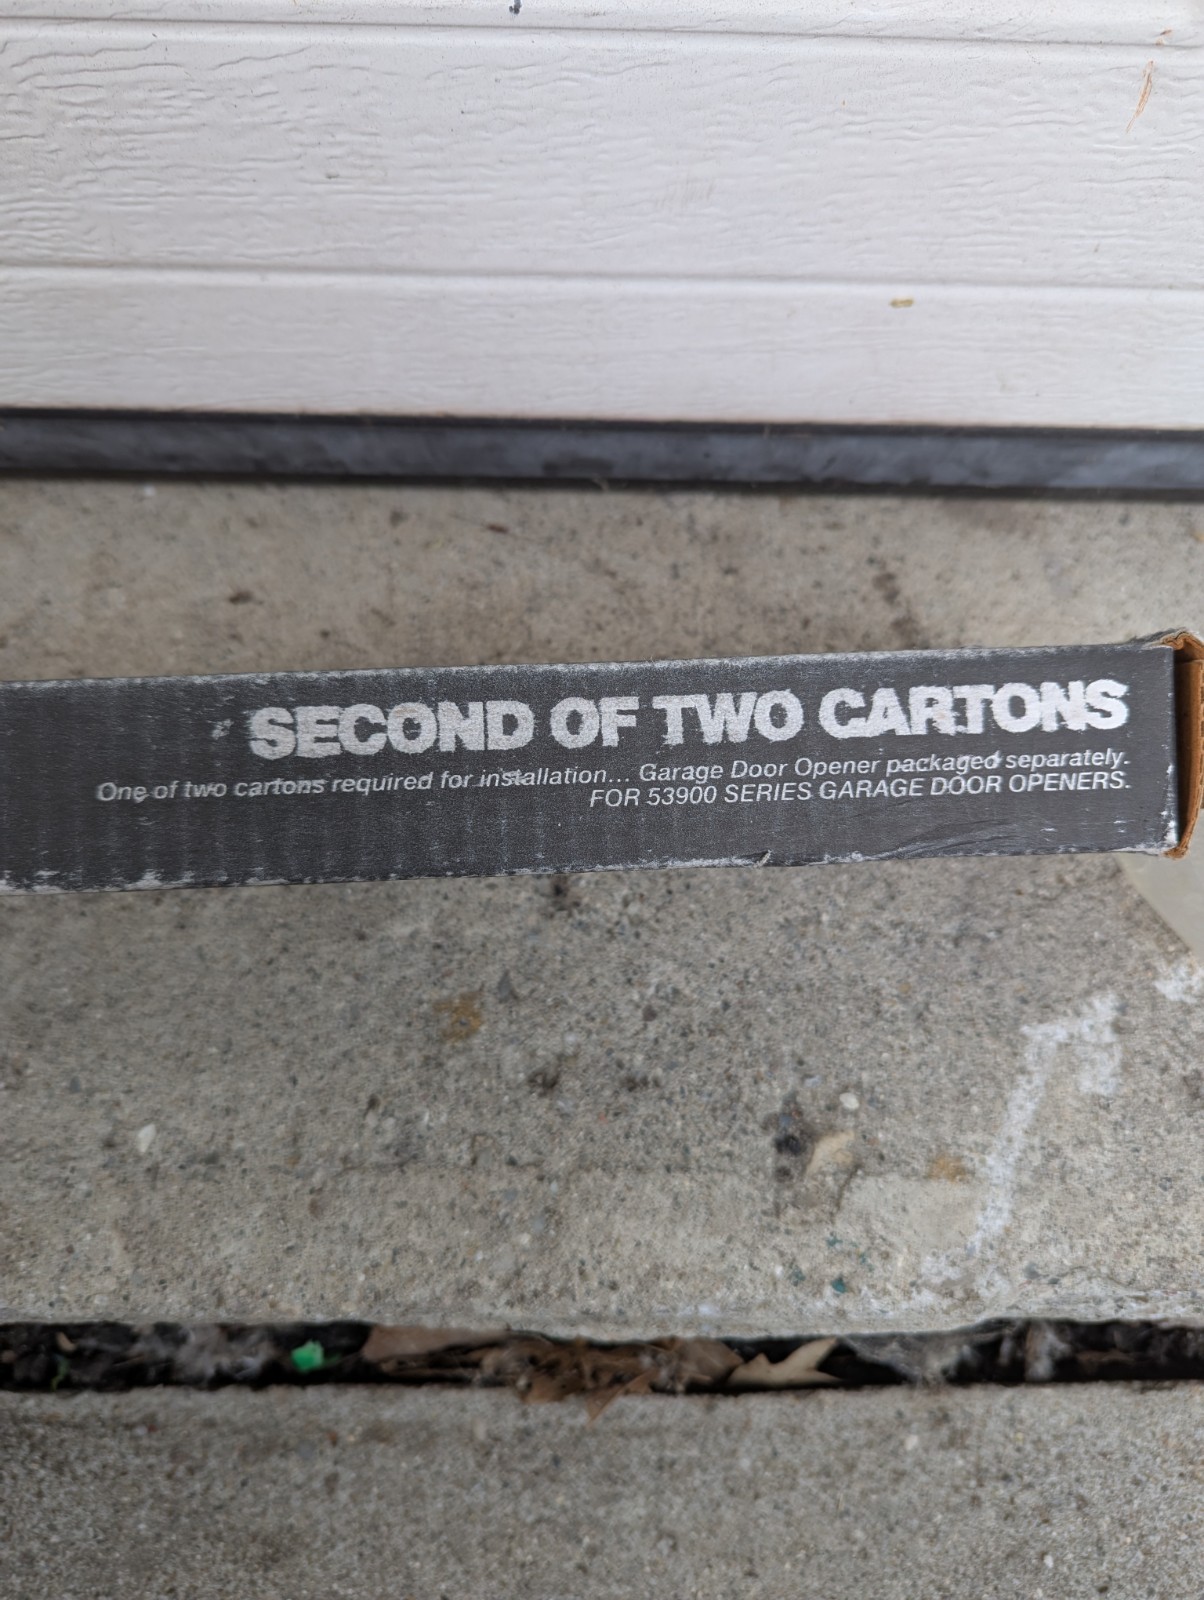 SECOND OF TWO CARTONS
One of two cartons required for installation... Garage Door Opener packaged separately.
FOR 53900 SERIES GARAGE DOOR OPENERS.